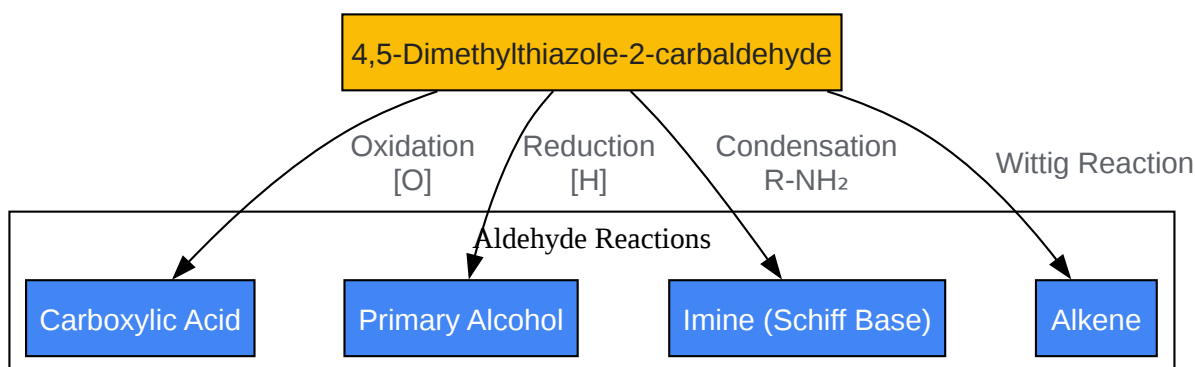 4,5-Dimethylthiazole-2-carbaldehyde
Oxidation
[O]
Reduction
[H]
Condensation
R-NH₂
Wittig Reaction
Aldehyde Reactions
Carboxylic Acid
Primary Alcohol
Imine (Schiff Base)
Alkene